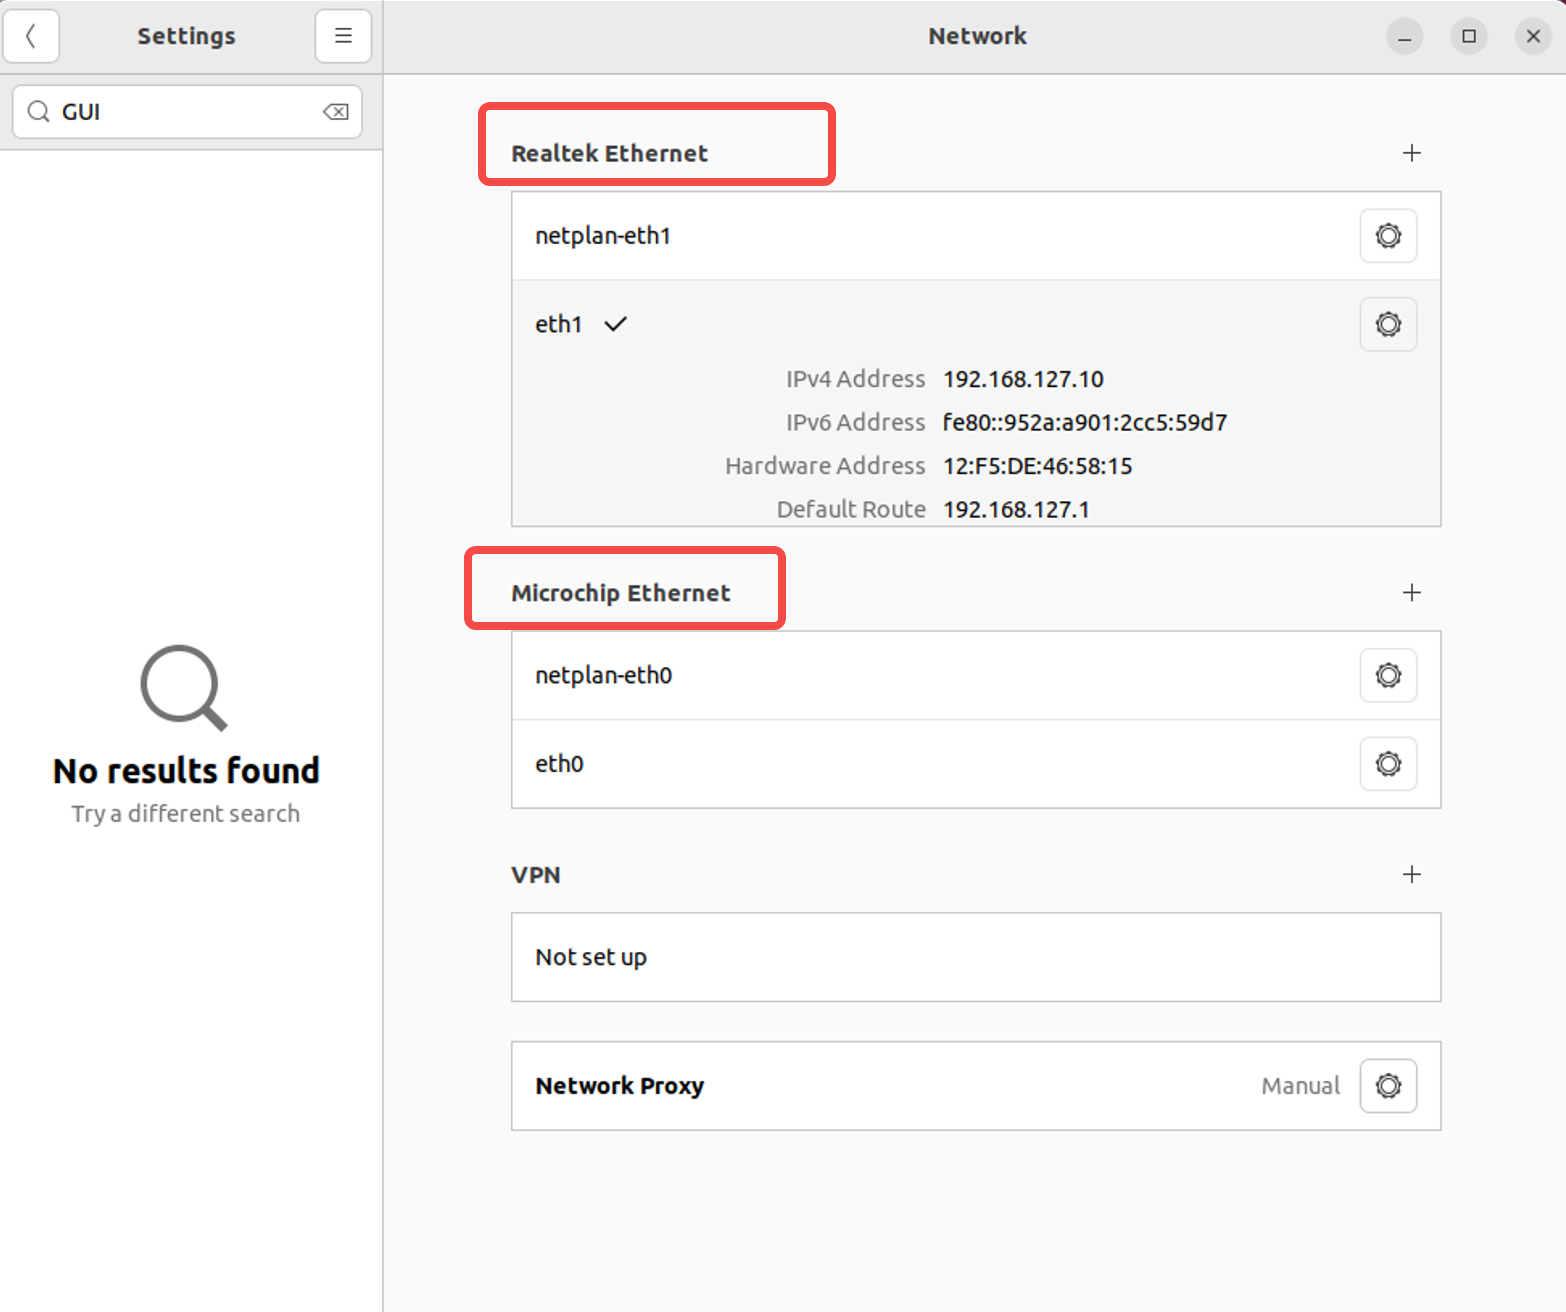 Settings
Network
GUI
No results found
Try a different search
Realtek Ethernet
netplan-eth1
eth1
IPv4 Address 192.168.127.10
IPv6 Address fe80::952a:a901:2cc5:59d7
Hardware Address 12:F5:DE:46:58:15
Default Route 192.168.127.1
Microchip Ethernet
netplan-eth0
eth0
VPN
Not set up
Network Proxy Manual